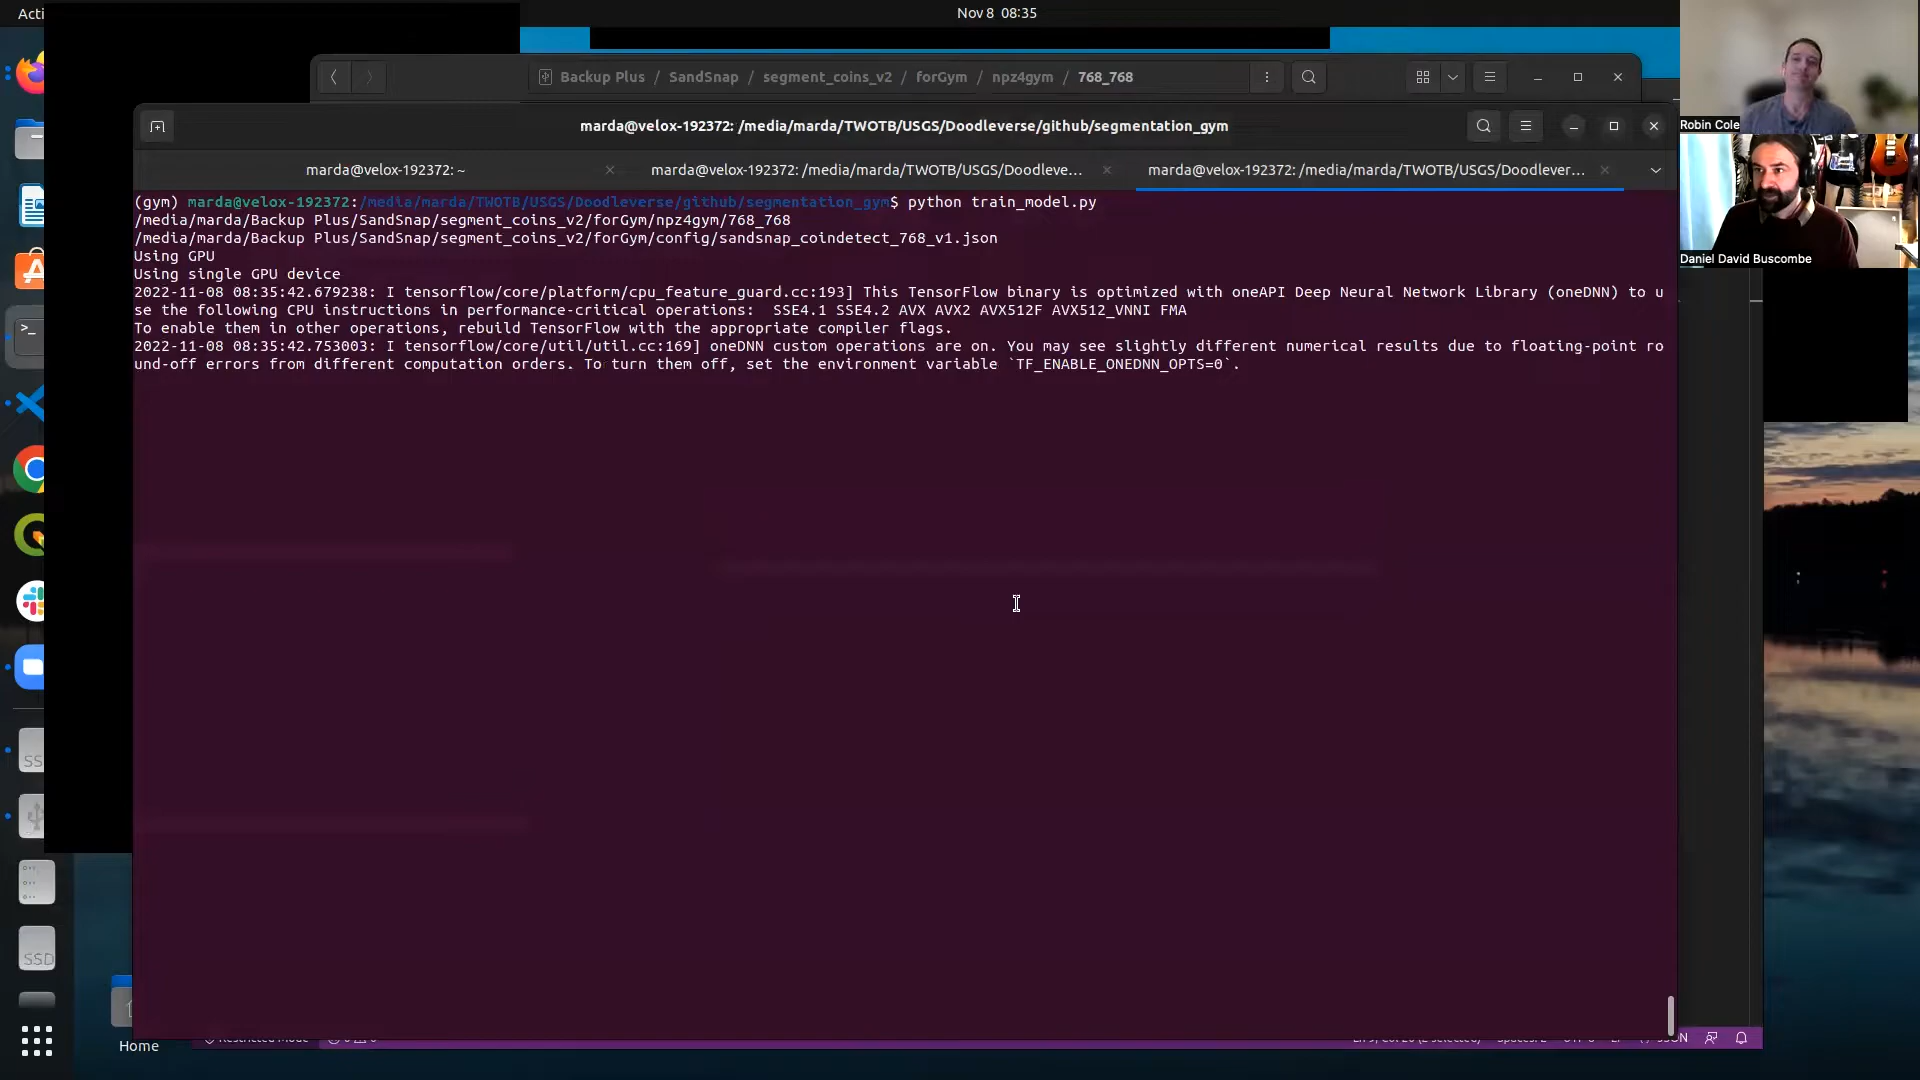 Acti
Nov 8 08:35
Backup Plus / SandSnap / segment_coins_v2 / forGym / npz4gym / 768_768
marda@velox-192372: /media/marda/TWOTB/USGS/Doodleverse/github/segmentation_gym
marda@velox-192372: ~
marda@velox-192372: /media/marda/TWOTB/USGS/Doodleve...
marda@velox-192372: /media/marda/TWOTB/USGS/Doodlever...
(gym) marda@velox-192372:/media/marda/TWOTB/USGS/Doodleverse/github/segmentation_gym$ python train_model.py
/media/marda/Backup Plus/SandSnap/segment_coins_v2/forGym/npz4gym/768_768
/media/marda/Backup Plus/SandSnap/segment_coins_v2/forGym/config/sandsnap_coindetect_768_v1.json
Using GPU
Using single GPU device
2022-11-08 08:35:42.679238: I tensorflow/core/platform/cpu_feature_guard.cc:193] This TensorFlow binary is optimized with oneAPI Deep Neural Network Library (oneDNN) to u
se the following CPU instructions in performance-critical operations:  SSE4.1 SSE4.2 AVX AVX2 AVX512F AVX512_VNNI FMA
To enable them in other operations, rebuild TensorFlow with the appropriate compiler flags.
2022-11-08 08:35:42.753003: I tensorflow/core/util/util.cc:169] oneDNN custom operations are on. You may see slightly different numerical results due to floating-point ro
und-off errors from different computation orders. To turn them off, set the environment variable `TF_ENABLE_ONEDNN_OPTS=0`.
Robin Cole
Daniel David Buscombe
SS
SSD
Home